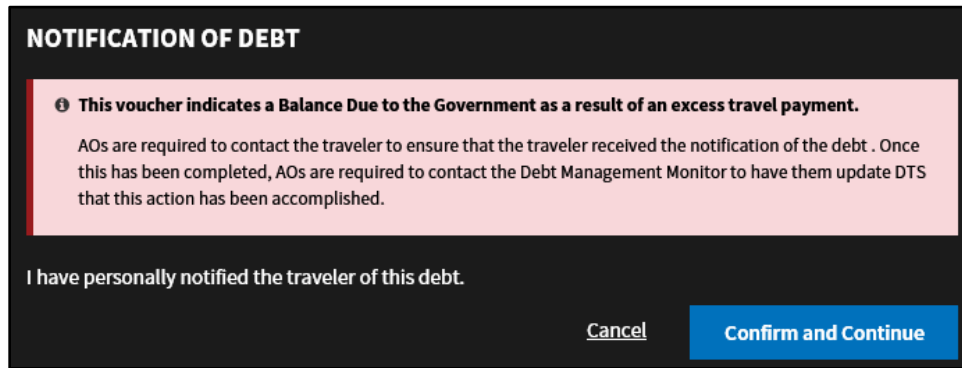 NOTIFICATION OF DEBT
This voucher indicates a Balance Due to the Government as a result of an excess travel payment.
AOs are required to contact the traveler to ensure that the traveler received the notification of the debt . Once
this has been completed, AOs are required to contact the Debt Management Monitor to have them update DTS
that this action has been accomplished.
I have personally notified the traveler of this debt.
Cancel
Confirm and Continue